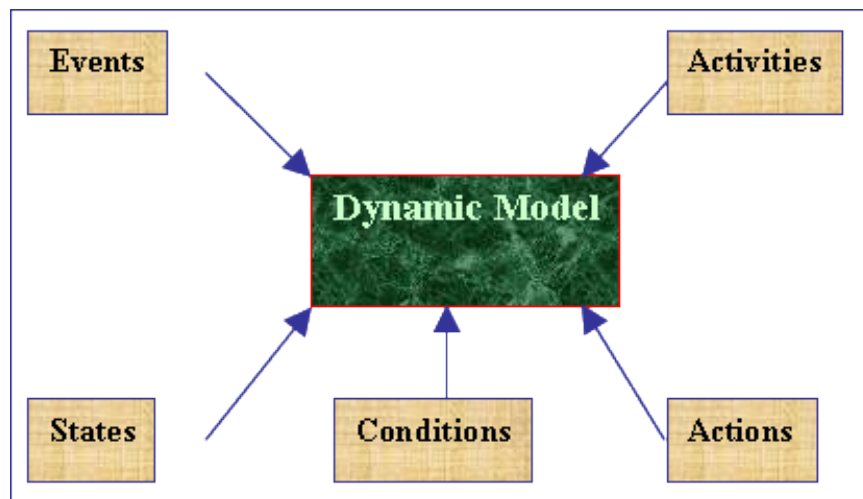 Events
Activities
Dynamic Model
States
Conditions
Actions